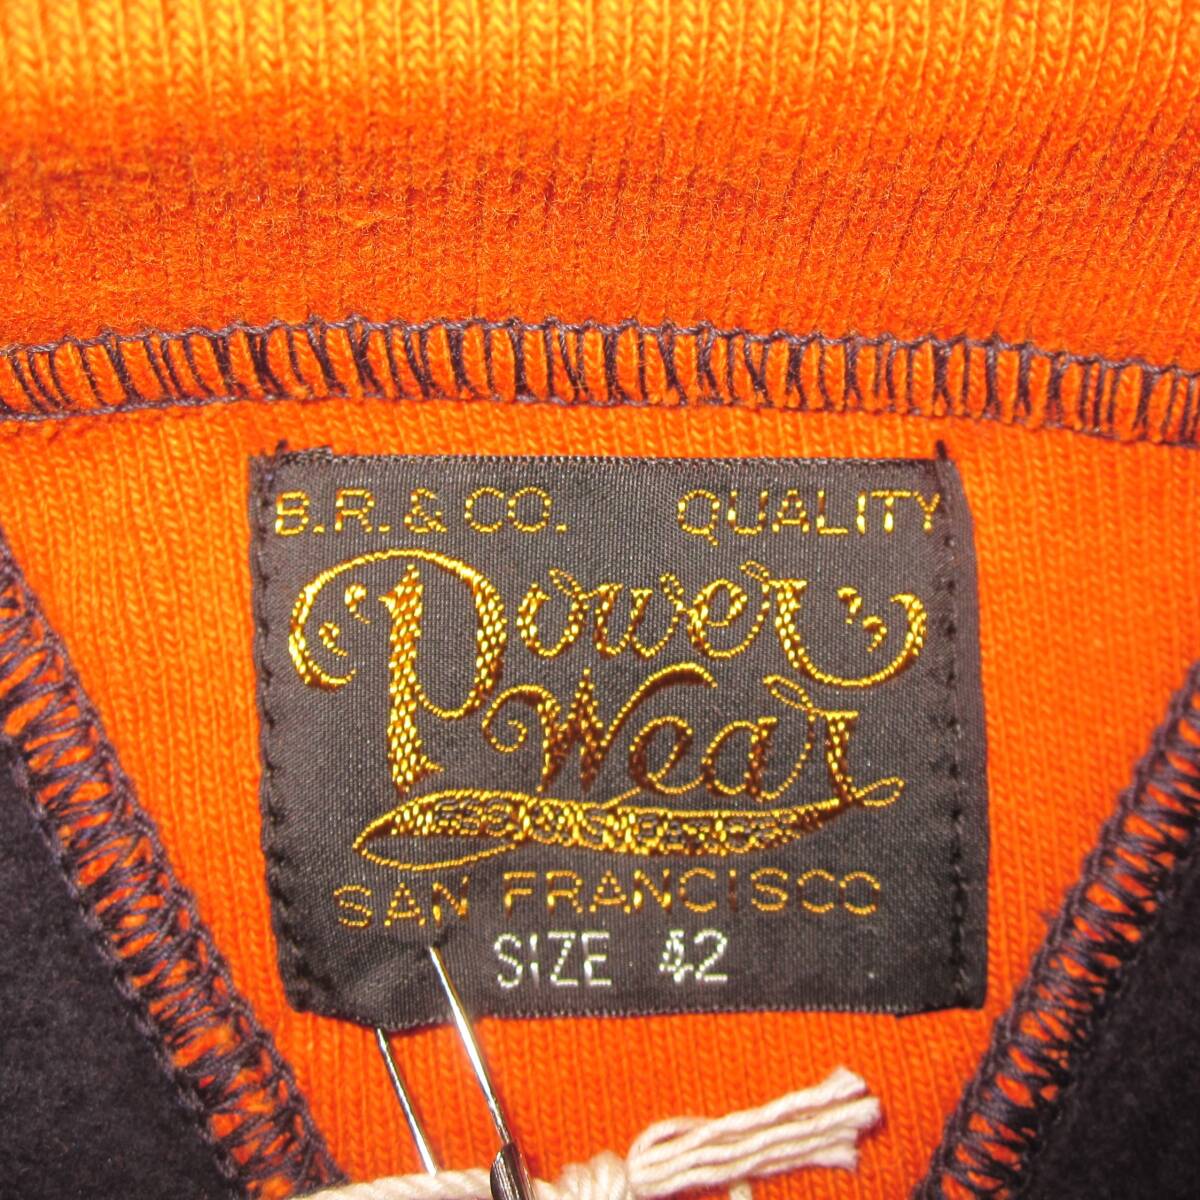 B.R. & CO. QUALITY
Power
Wear
SAN FRANCISCO
SIZE 42